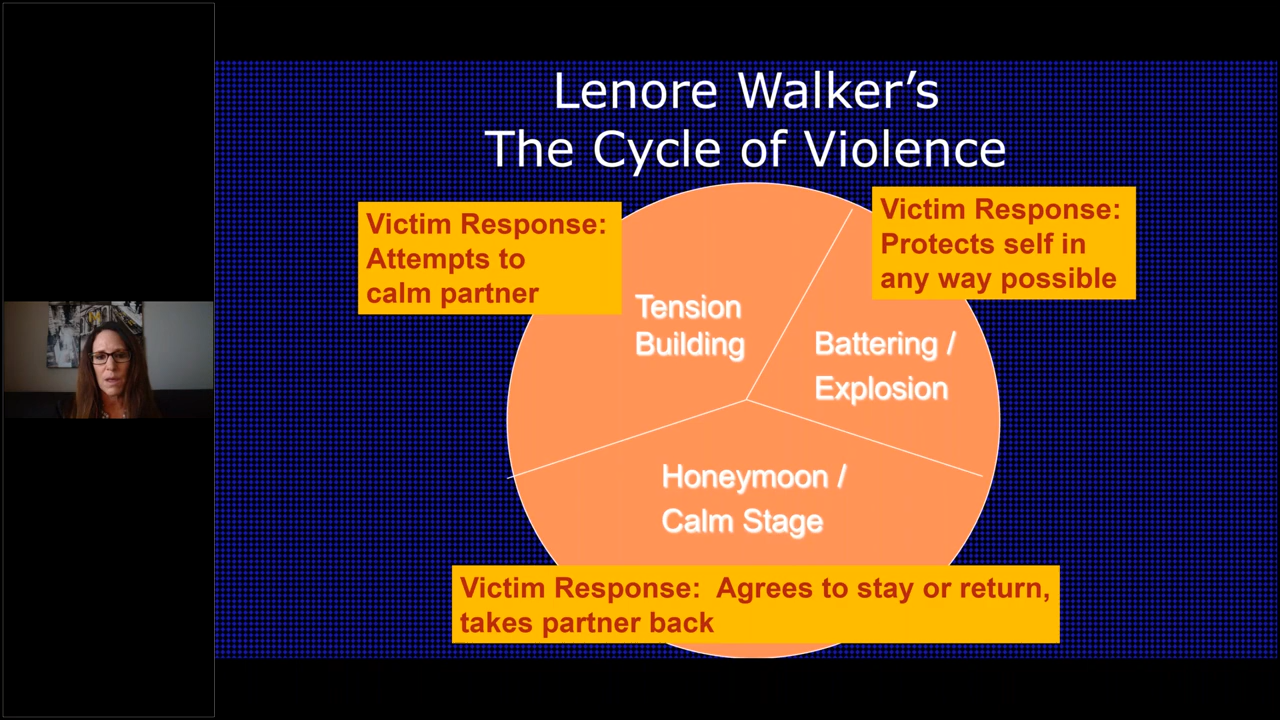 Lenore Walker’s
The Cycle of Violence
Victim Response:
Attempts to
calm partner
Victim Response:
Protects self in
any way possible
Tension
Building
Battering /
Explosion
Honeymoon /
Calm Stage
Victim Response:  Agrees to stay or return,
takes partner back